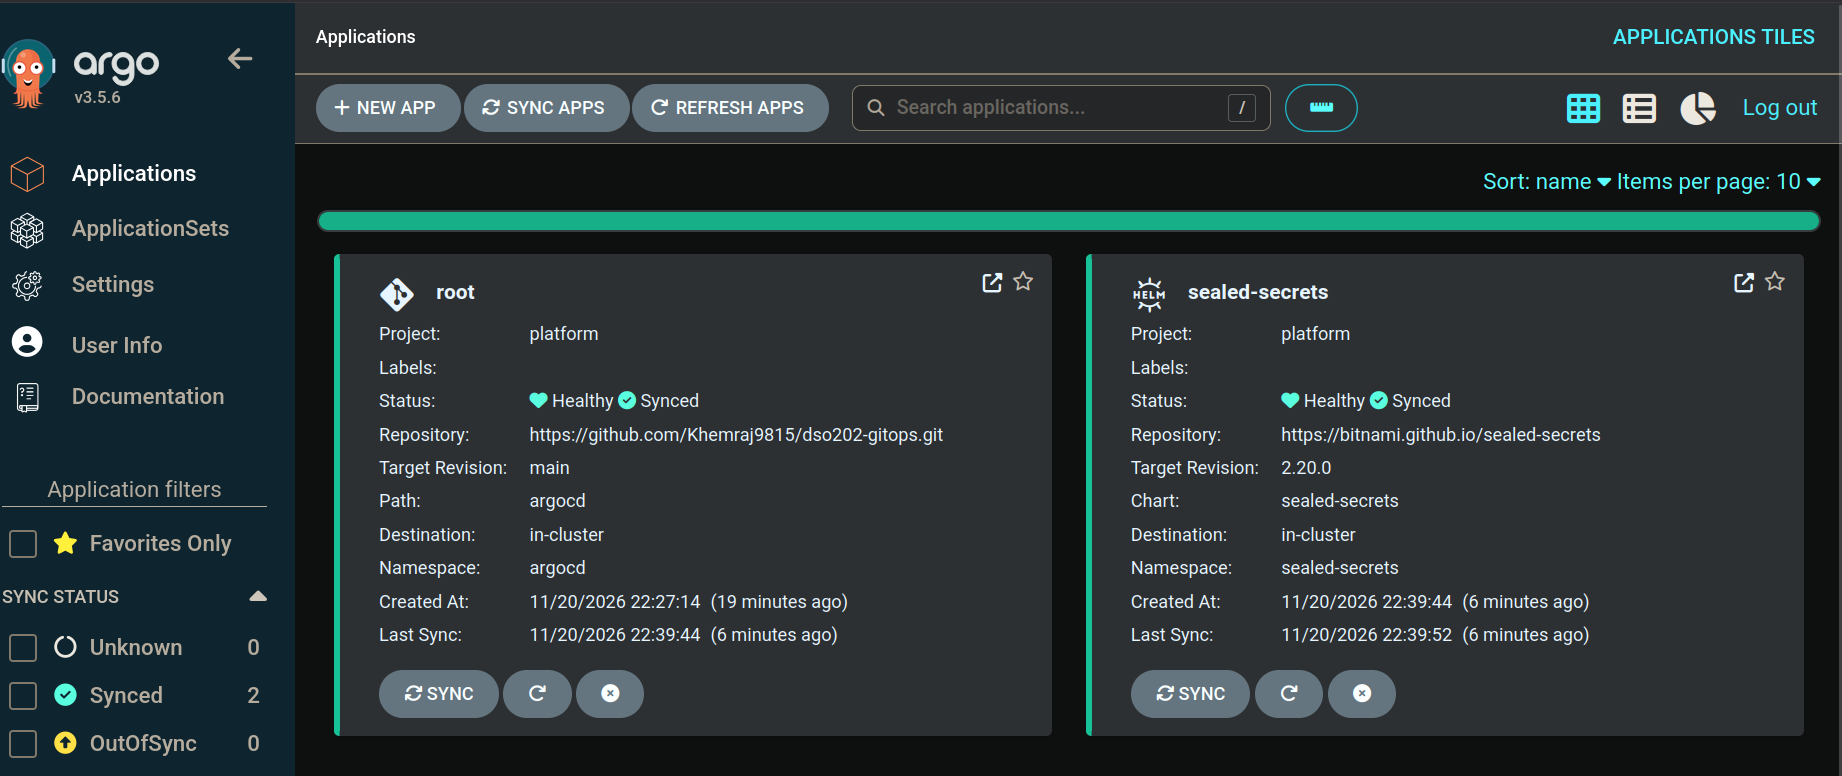 argo
v3.5.6
Applications
ApplicationSets
Settings
User Info
Documentation
Application filters
Favorites Only
SYNC STATUS
Unknown 0
Synced 2
OutOfSync 0
Applications
APPLICATIONS TILES
NEW APP SYNC APPS REFRESH APPS Search applications... / Log out
Sort: name Items per page: 10
root
Project: platform
Labels:
Status: Healthy Synced
Repository: https://github.com/Khemraj9815/dso202-gitops.git
Target Revision: main
Path: argocd
Destination: in-cluster
Namespace: argocd
Created At: 11/20/2026 22:27:14 (19 minutes ago)
Last Sync: 11/20/2026 22:39:44 (6 minutes ago)
SYNC
HELM
sealed-secrets
Project: platform
Labels:
Status: Healthy Synced
Repository: https://bitnami.github.io/sealed-secrets
Target Revision: 2.20.0
Chart: sealed-secrets
Destination: in-cluster
Namespace: sealed-secrets
Created At: 11/20/2026 22:39:44 (6 minutes ago)
Last Sync: 11/20/2026 22:39:52 (6 minutes ago)
SYNC